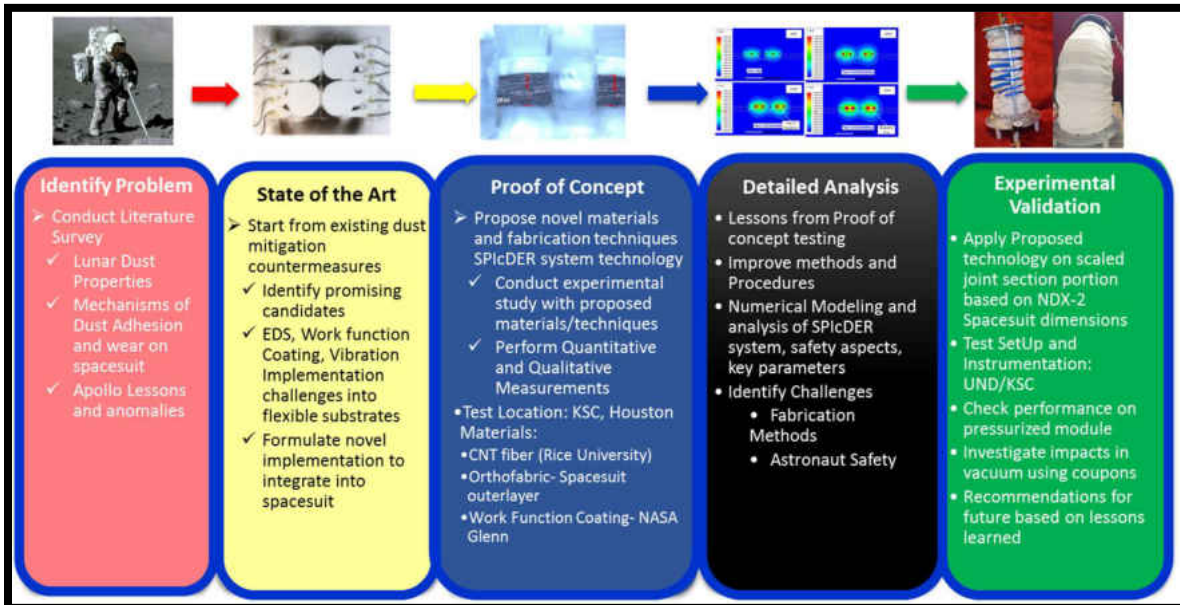 Identify Problem
➢ Conduct Literature
Survey
✓ Lunar Dust
Properties
✓ Mechanisms of
Dust Adhesion
and wear on
spacesuit
✓ Apollo Lessons
and anomalies
State of the Art
➢ Start from existing dust
mitigation
countermeasures
✓ Identify promising
candidates
✓ EDS, Work function
Coating, Vibration
Implementation
challenges into
flexible substrates
✓ Formulate novel
implementation to
integrate into
spacesuit
Proof of Concept
➢ Propose novel materials
and fabrication techniques
SPIcDER system technology
✓ Conduct experimental
study with proposed
materials/techniques
✓ Perform Quantitative
and Qualitative
Measurements
•Test Location: KSC, Houston
Materials:
•CNT fiber (Rice University)
•Orthofabric- Spacesuit
outerlayer
•Work Function Coating- NASA
Glenn
Detailed Analysis
• Lessons from Proof of
concept testing
• Improve methods and
Procedures
• Numerical Modeling and
analysis of SPIcDER
system, safety aspects,
key parameters
• Identify Challenges
• Fabrication
Methods
• Astronaut Safety
Experimental
Validation
• Apply Proposed
technology on scaled
joint section portion
based on NDX-2
Spacesuit dimensions
• Test SetUp and
Instrumentation:
UND/KSC
• Check performance on
pressurized module
• Investigate impacts in
vacuum using coupons
• Recommendations for
future based on lessons
learned